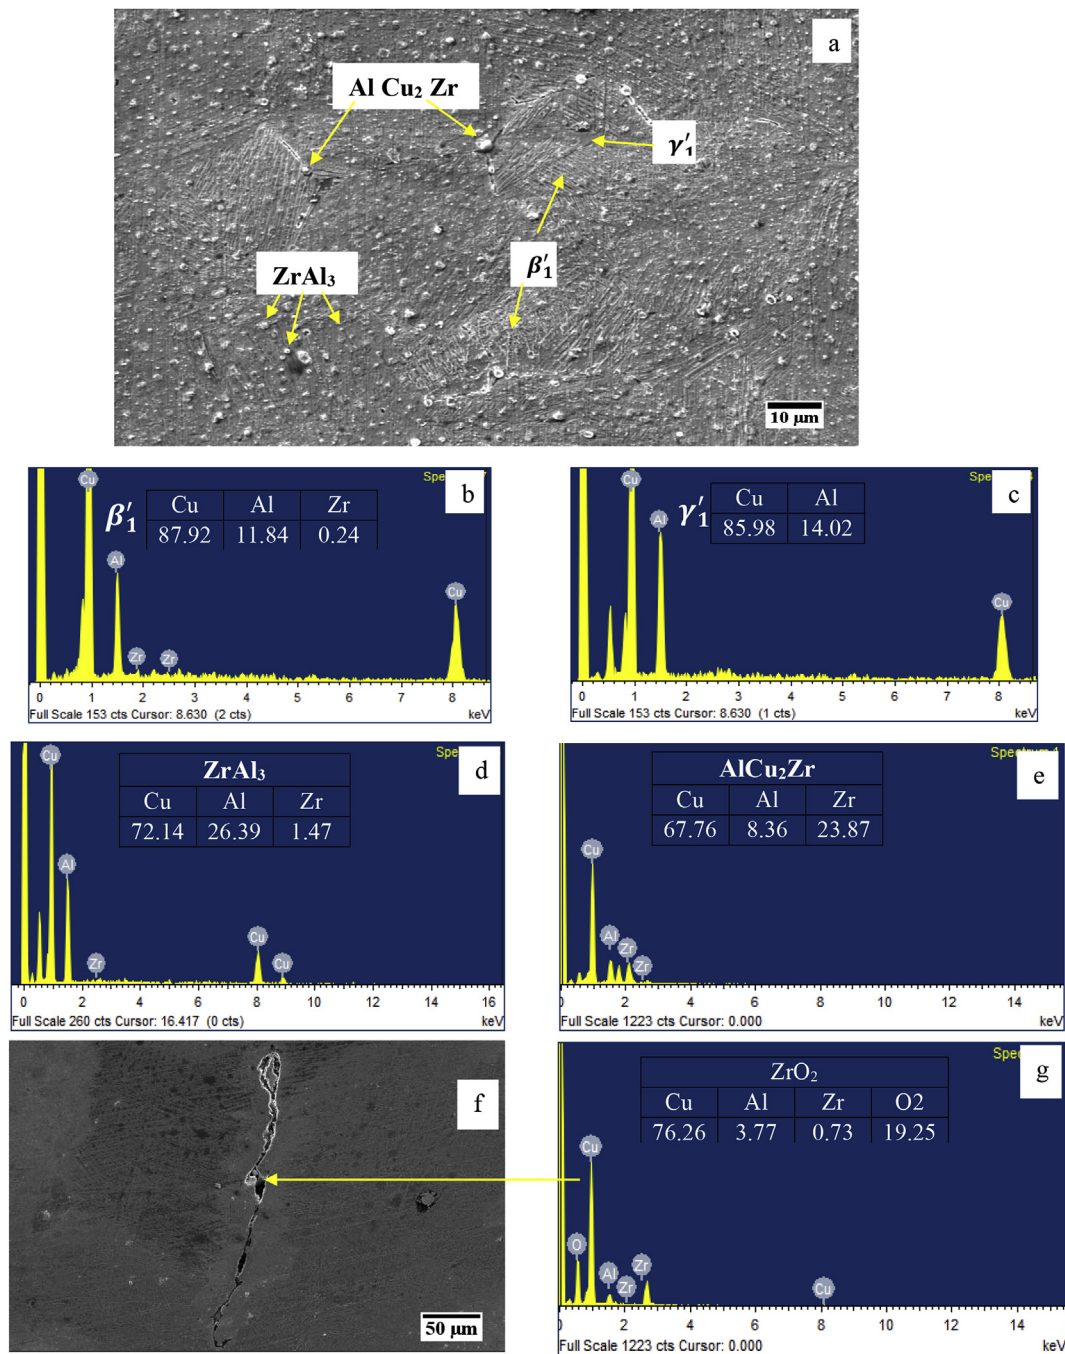 a
Al Cu₂ Zr
γ′₁
β′₁
ZrAl₃
10 μm
b
Cu
β′₁
Cu Al Zr
87.92 11.84 0.24
Al
Cu
Zr Zr
0 1 2 3 4 5 6 7 8
Full Scale 153 cts Cursor: 8.630 (2 cts) keV
c
Cu
γ′₁
Cu Al
85.98 14.02
Al
Cu
0 1 2 3 4 5 6 7 8
Full Scale 153 cts Cursor: 8.630 (1 cts) keV
d
Cu
ZrAl₃
Cu Al Zr
72.14 26.39 1.47
Al
Cu
Zr Cu
0 2 4 6 8 10 12 14 16
Full Scale 260 cts Cursor: 16.417 (0 cts) keV
e
AlCu₂Zr
Cu Al Zr
67.76 8.36 23.87
Cu
Al Zr
Zr
0 2 4 6 8 10 12 14
Full Scale 1223 cts Cursor: 0.000 keV
f
50 μm
g
ZrO₂
Cu Al Zr O2
76.26 3.77 0.73 19.25
Cu
O Zr
Al Zr Cu
0 2 4 6 8 10 12 14
Full Scale 1223 cts Cursor: 0.000 keV